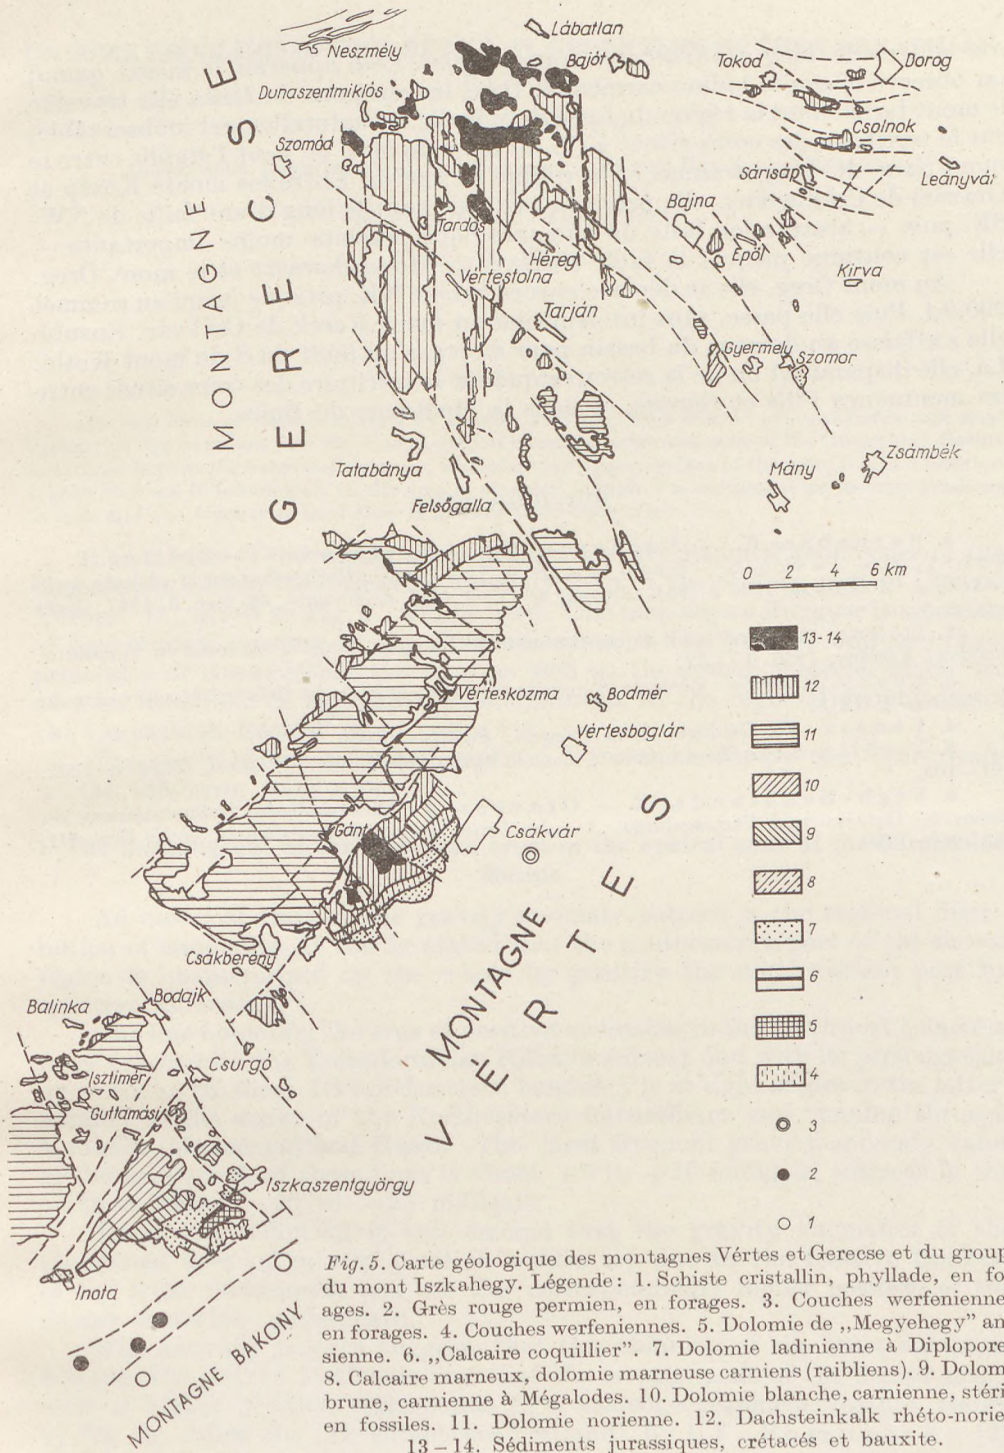 Lábatlan
Neszmély
Bajót
Tokod
Dorog
Dunaszentmiklós
Csolnok
Szomód
Sárisáp
Leányvár
MONTAGNE
GERECSE
Tardos
Bajna
Héreg
Epöl
Vértestolna
Kirva
Tarján
Gyermely
Szomor
Tatabánya
Zsámbék
Mány
Felsőgalla
0 2 4 6 km
13-14
12
Vérteskozma
Bodmér
11
Vértesboglár
10
Gánt
Csákvár
9
8
7
MONTAGNE
VÉRTES
Csákberény
6
Balinka
Bodajk
5
Isztimér
Csurgó
4
Guttamási
3
2
Iszkaszentgyörgy
1
Inota
MONTAGNE BAKONY
Fig. 5. Carte géologique des montagnes Vértes et Gerecse et du group
du mont Iszkahegy. Légende: 1. Schiste cristallin, phyllade, en fo
ages. 2. Grès rouge permien, en forages. 3. Couches werfenienne
en forages. 4. Couches werfeniennes. 5. Dolomie de „Megyehegy” an
sienne. 6. „Calcaire coquillier”. 7. Dolomie ladinienne à Diplopore
8. Calcaire marneux, dolomie marneuse carniens (raibliens). 9. Dolom
brune, carnienne à Mégalodes. 10. Dolomie blanche, carnienne, stéri
en fossiles. 11. Dolomie norienne. 12. Dachsteinkalk rhéto-norie
13–14. Sédiments jurassiques, crétacés et bauxite.